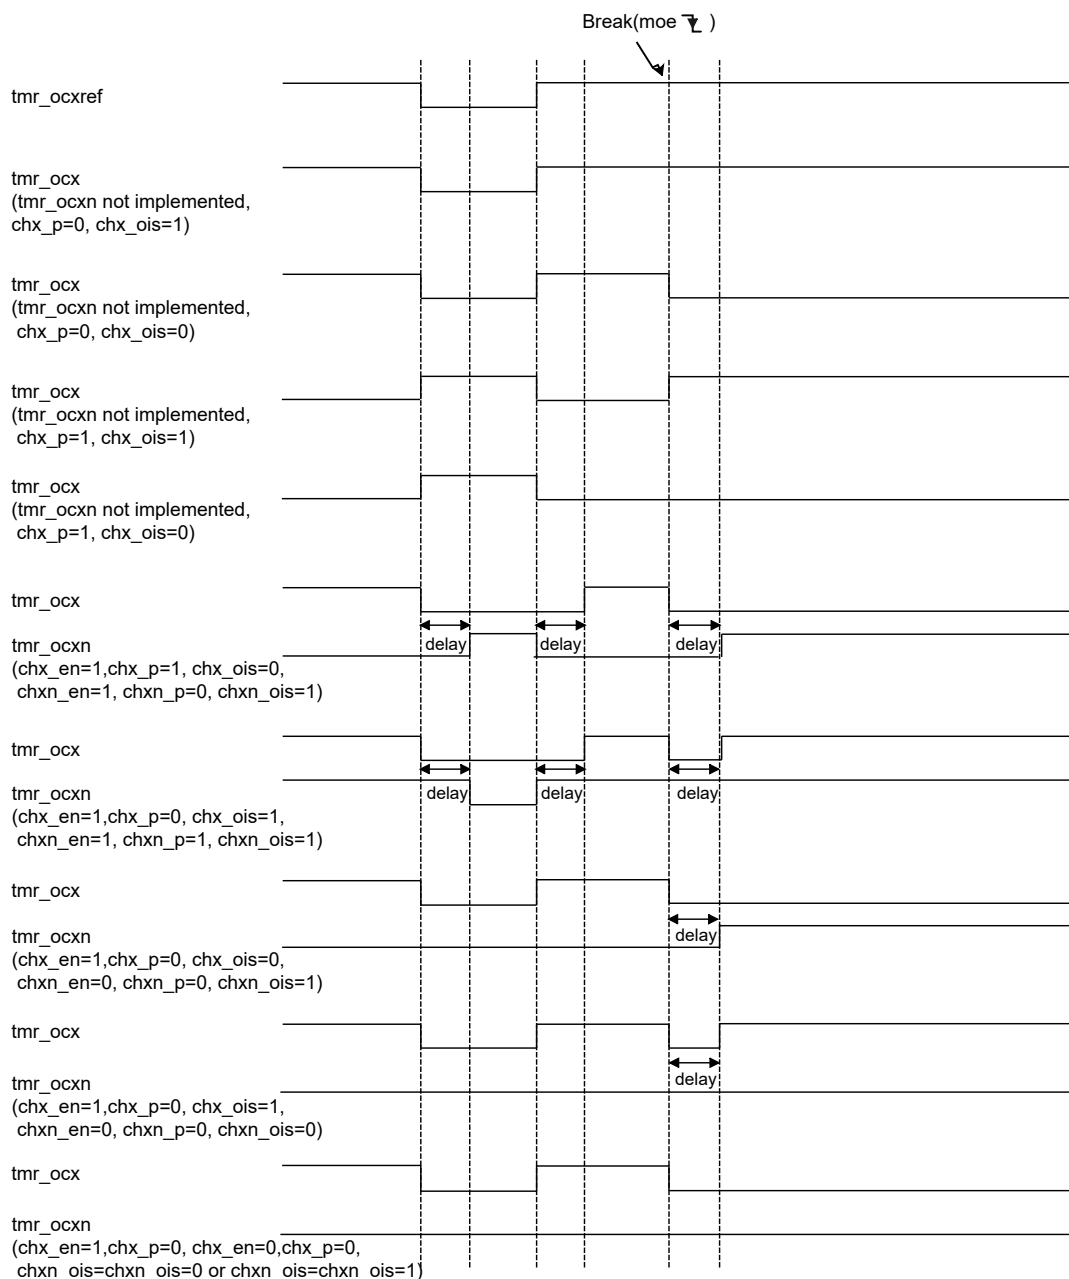 Break(moe )
tmr_ocxref
tmr_ocx
(tmr_ocxn not implemented,
chx_p=0, chx_ois=1)
tmr_ocx
(tmr_ocxn not implemented,
chx_p=0, chx_ois=0)
tmr_ocx
(tmr_ocxn not implemented,
chx_p=1, chx_ois=1)
tmr_ocx
(tmr_ocxn not implemented,
chx_p=1, chx_ois=0)
tmr_ocx
delay delay delay
tmr_ocxn
(chx_en=1,chx_p=1, chx_ois=0,
chxn_en=1, chxn_p=0, chxn_ois=1)
tmr_ocx
delay delay delay
tmr_ocxn
(chx_en=1,chx_p=0, chx_ois=1,
chxn_en=1, chxn_p=1, chxn_ois=1)
tmr_ocx
delay
tmr_ocxn
(chx_en=1,chx_p=0, chx_ois=0,
chxn_en=0, chxn_p=0, chxn_ois=1)
tmr_ocx
delay
tmr_ocxn
(chx_en=1,chx_p=0, chx_ois=1,
chxn_en=0, chxn_p=0, chxn_ois=0)
tmr_ocx
tmr_ocxn
(chx_en=1,chx_p=0, chx_en=0,chx_p=0,
chxn_ois=chxn_ois=0 or chxn_ois=chxn_ois=1)